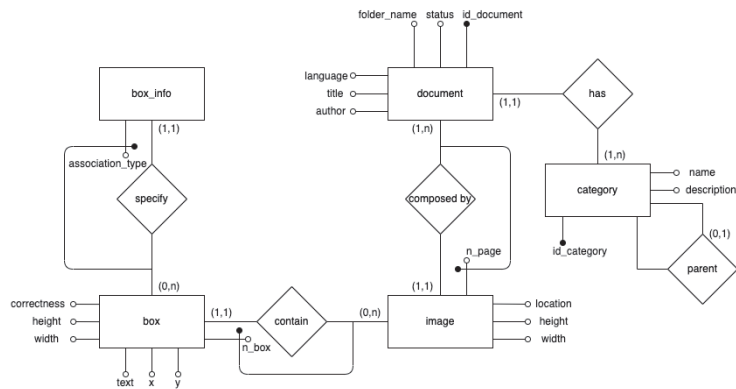 folder_name status id_document
language
title
author
document
(1,1)
has
box_info
(1,1)
(1,n)
association_type
(1,n)
name
description
category
specify
composed by
(0,1)
id_category
parent
n_page
(0,n)
(1,1)
correctness
height
width
box
(1,1)
contain
(0,n)
image
location
height
width
n_box
text x y